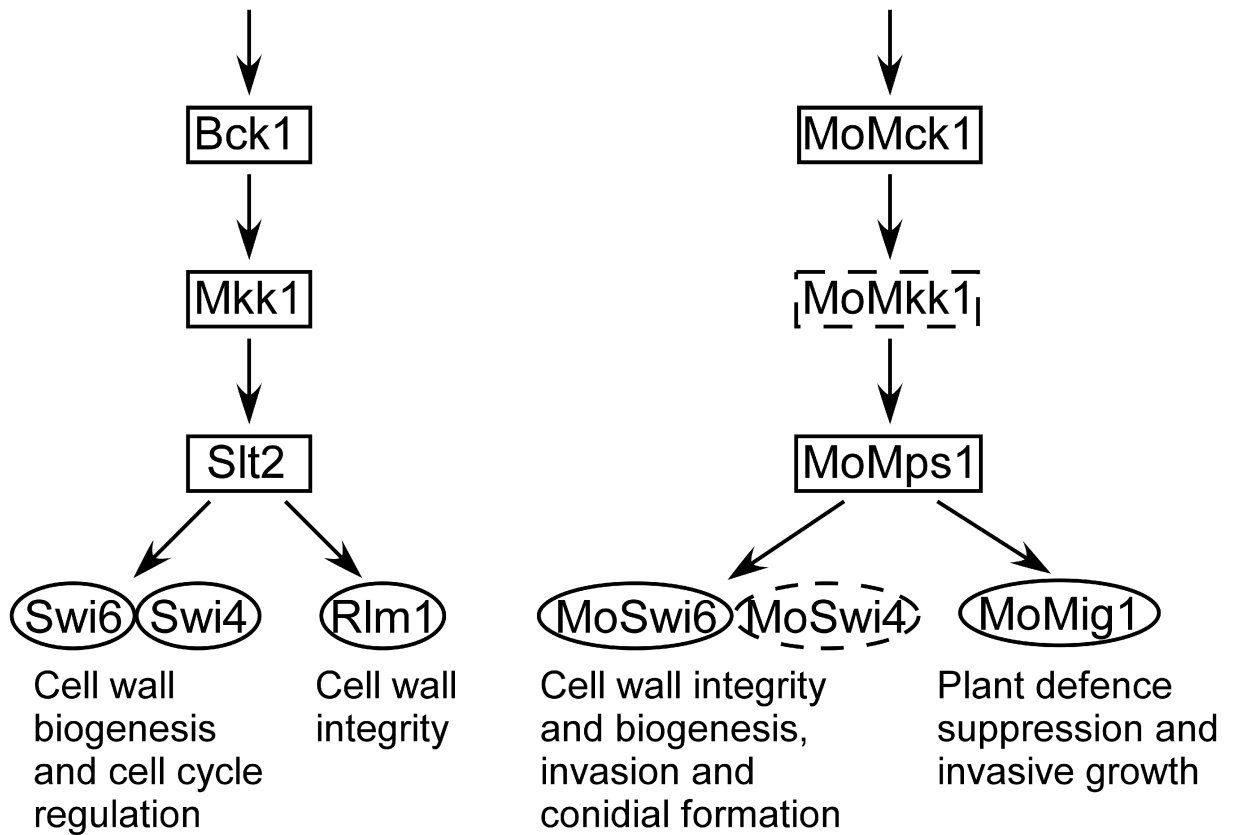 Bck1
Mkk1
Slt2
Swi6 Swi4 Rlm1
Cell wall
biogenesis
and cell cycle
regulation
Cell wall
integrity
MoMck1
MoMkk1
MoMps1
MoSwi6 MoSwi4 MoMig1
Cell wall integrity
and biogenesis,
invasion and
conidial formation
Plant defence
suppression and
invasive growth